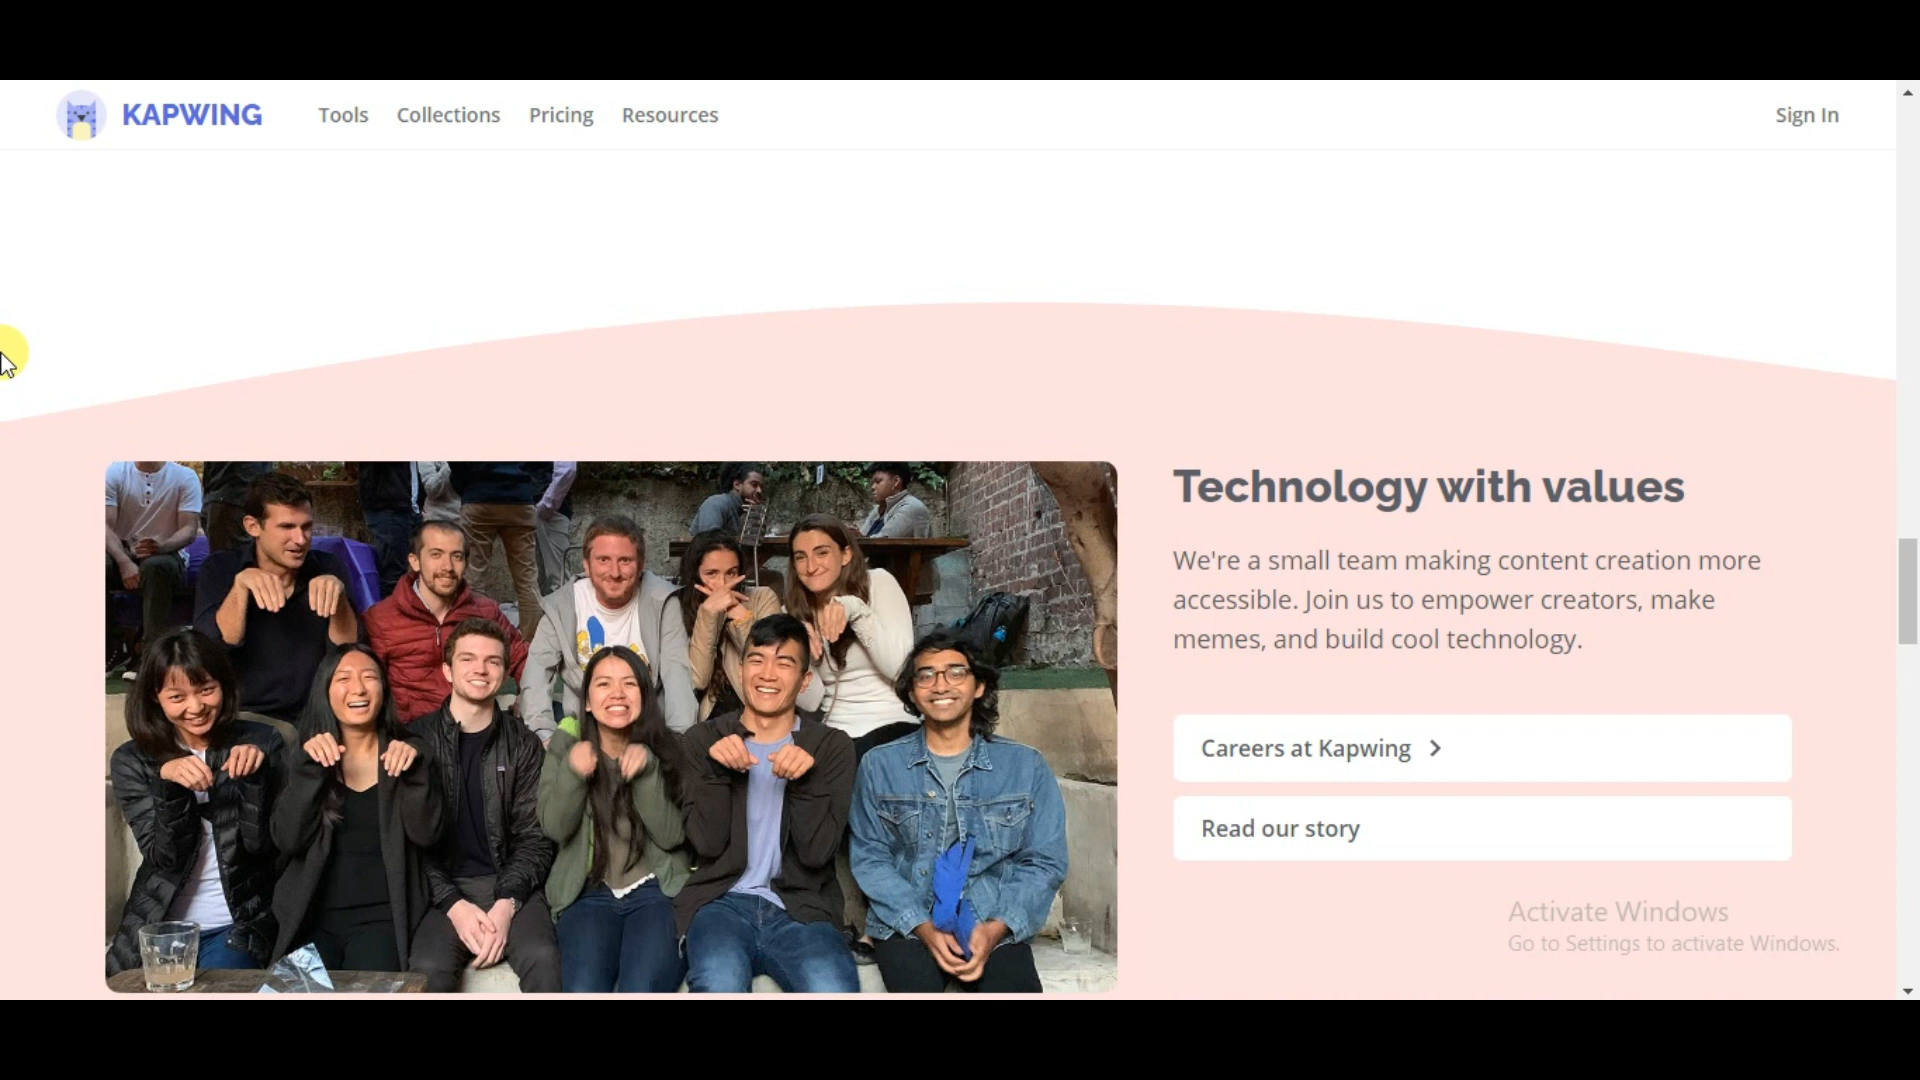 KAPWING Tools Collections Pricing Resources Sign In
Technology with values
We're a small team making content creation more
accessible. Join us to empower creators, make
memes, and build cool technology.
Careers at Kapwing
Read our story
Activate Windows
Go to Settings to activate Windows.